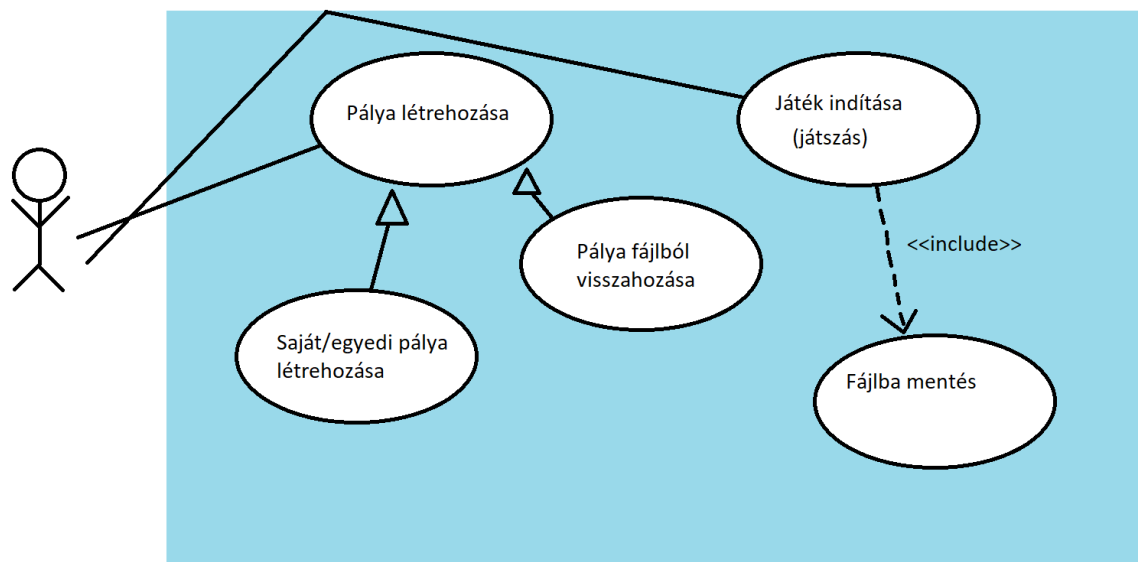 Pálya létrehozása
Játék indítása
(játszás)
<<include>>
Pálya fájlból
visszahozása
Saját/egyedi pálya
létrehozása
Fájlba mentés